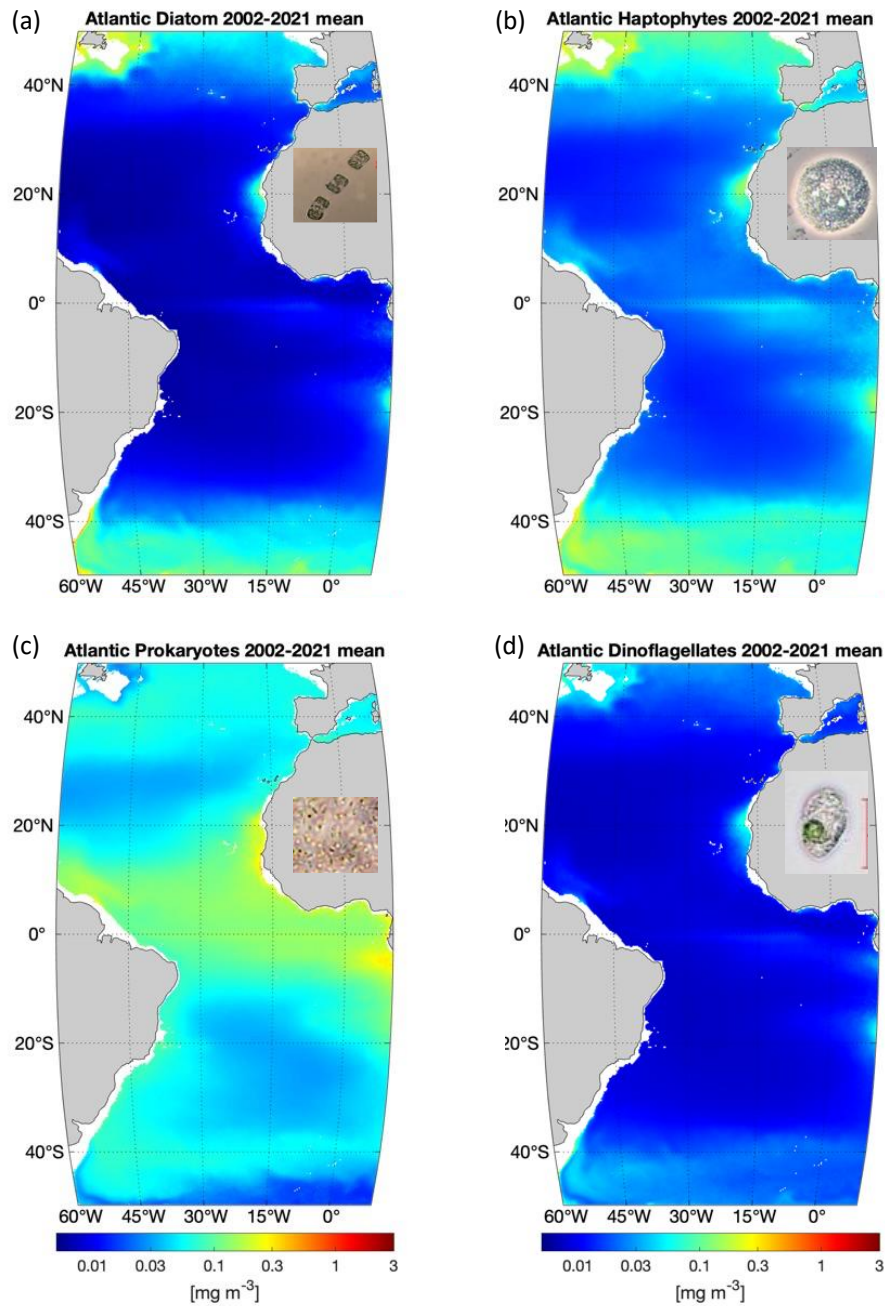 (a)
Atlantic Diatom 2002-2021 mean
40°N
20°N
0°
20°S
40°S
60°W 45°W 30°W 15°W 0°
(b)
Atlantic Haptophytes 2002-2021 mean
40°N
20°N
0°
20°S
40°S
60°W 45°W 30°W 15°W 0°
(c)
Atlantic Prokaryotes 2002-2021 mean
40°N
20°N
0°
20°S
40°S
60°W 45°W 30°W 15°W 0°
0.01 0.03 0.1 0.3 1 3
[mg m⁻³]
(d)
Atlantic Dinoflagellates 2002-2021 mean
40°N
20°N
0°
20°S
40°S
60°W 45°W 30°W 15°W 0°
0.01 0.03 0.1 0.3 1 3
[mg m⁻³]